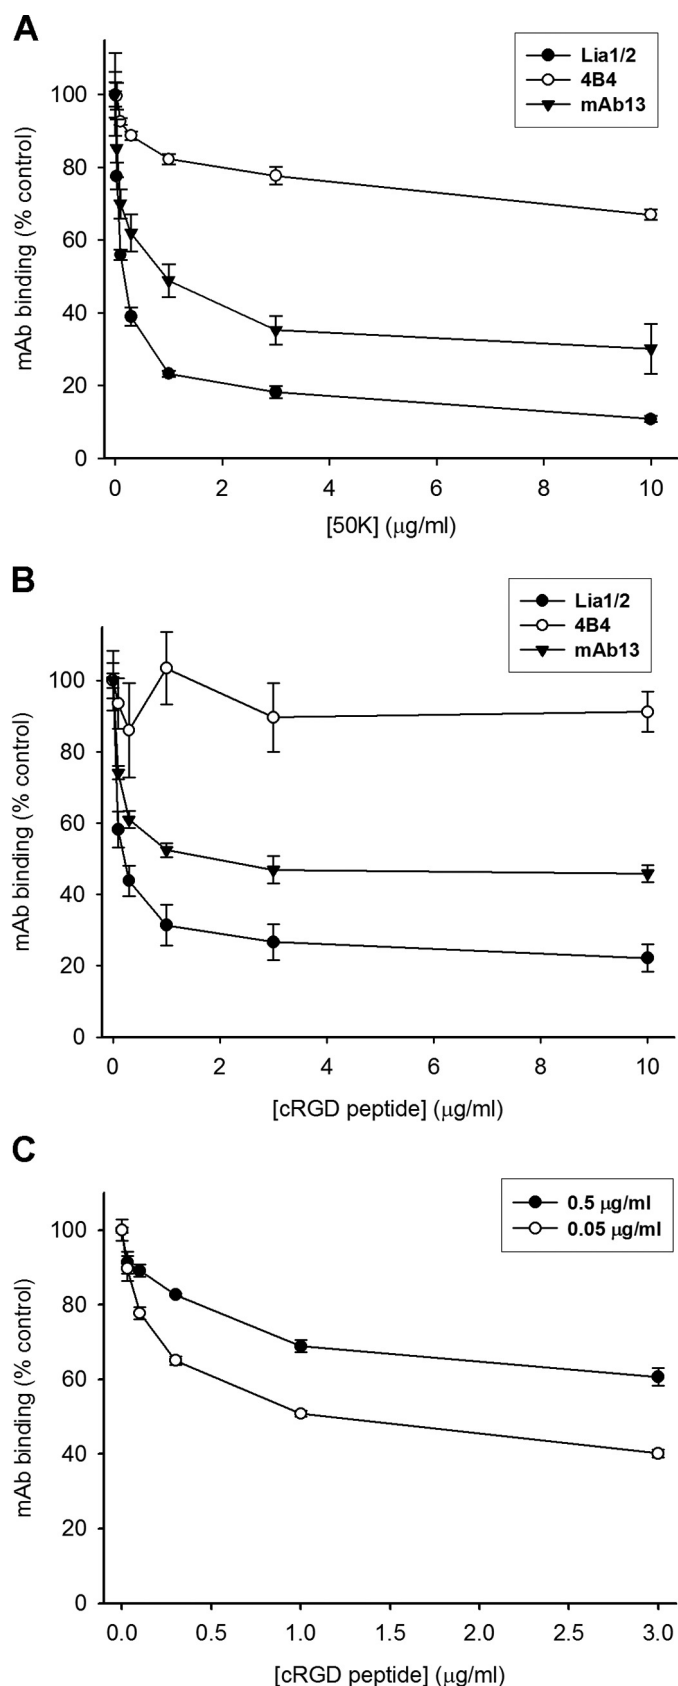 A
Lia1/2
4B4
mAb13
mAb binding (% control)
100
80
60
40
20
0
0 2 4 6 8 10
[50K] (μg/ml)
B
Lia1/2
4B4
mAb13
mAb binding (% control)
100
80
60
40
20
0
0 2 4 6 8 10
[cRGD peptide] (μg/ml)
C
0.5 μg/ml
0.05 μg/ml
mAb binding (% control)
100
80
60
40
20
0
0.0 0.5 1.0 1.5 2.0 2.5 3.0
[cRGD peptide] (μg/ml)